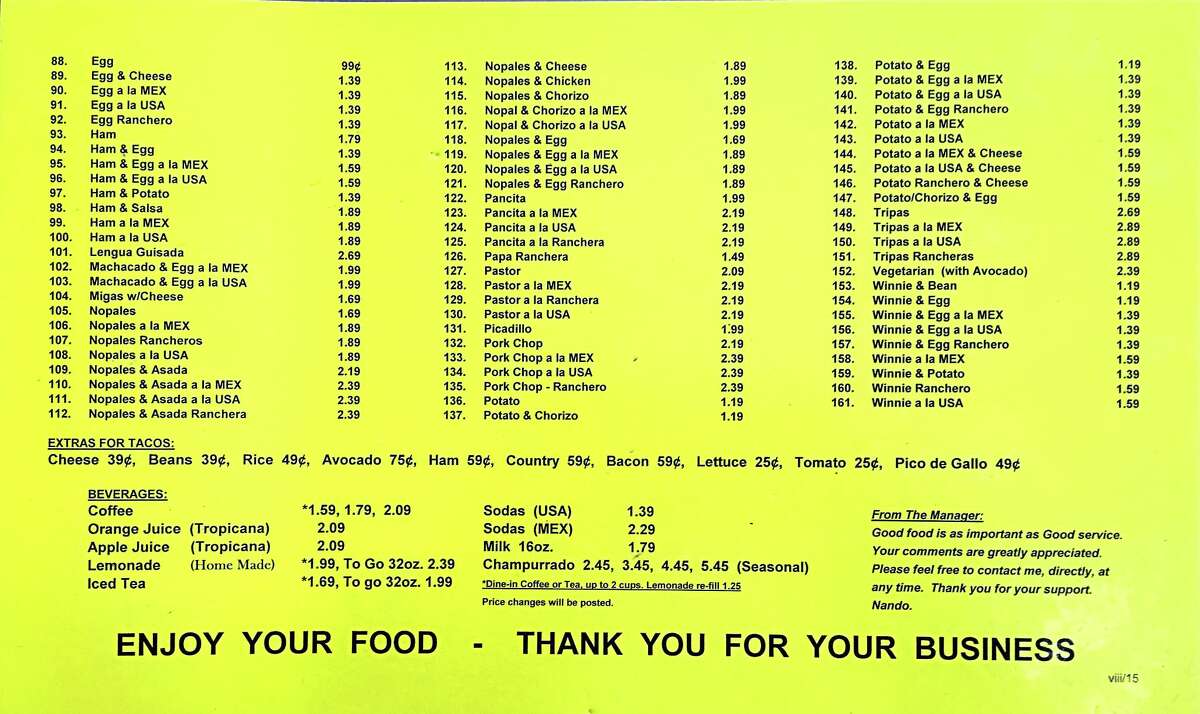 88. Egg 99¢
89. Egg & Cheese 1.39
90. Egg a la MEX 1.39
91. Egg a la USA 1.39
92. Egg Ranchero 1.39
93. Ham 1.79
94. Ham & Egg 1.39
95. Ham & Egg a la MEX 1.59
96. Ham & Egg a la USA 1.59
97. Ham & Potato 1.39
98. Ham & Salsa 1.89
99. Ham a la MEX 1.89
100. Ham a la USA 1.89
101. Lengua Guisada 2.69
102. Machacado & Egg a la MEX 1.99
103. Machacado & Egg a la USA 1.99
104. Migas w/Cheese 1.69
105. Nopales 1.69
106. Nopales a la MEX 1.89
107. Nopales Rancheros 1.89
108. Nopales a la USA 1.89
109. Nopales & Asada 2.19
110. Nopales & Asada a la MEX 2.39
111. Nopales & Asada a la USA 2.39
112. Nopales & Asada Ranchera 2.39
113. Nopales & Cheese 1.89
114. Nopales & Chicken 1.99
115. Nopales & Chorizo 1.89
116. Nopal & Chorizo a la MEX 1.99
117. Nopal & Chorizo a la USA 1.99
118. Nopales & Egg 1.69
119. Nopales & Egg a la MEX 1.89
120. Nopales & Egg a la USA 1.89
121. Nopales & Egg Ranchero 1.89
122. Pancita 1.99
123. Pancita a la MEX 2.19
124. Pancita a la USA 2.19
125. Pancita a la Ranchera 2.19
126. Papa Ranchera 1.49
127. Pastor 2.09
128. Pastor a la MEX 2.19
129. Pastor a la Ranchera 2.19
130. Pastor a la USA 2.19
131. Picadillo 1.99
132. Pork Chop 2.19
133. Pork Chop a la MEX 2.39
134. Pork Chop a la USA 2.39
135. Pork Chop - Ranchero 2.39
136. Potato 1.19
137. Potato & Chorizo 1.19
138. Potato & Egg 1.19
139. Potato & Egg a la MEX 1.39
140. Potato & Egg a la USA 1.39
141. Potato & Egg Ranchero 1.39
142. Potato a la MEX 1.39
143. Potato a la USA 1.39
144. Potato a la MEX & Cheese 1.59
145. Potato a la USA & Cheese 1.59
146. Potato Ranchero & Cheese 1.59
147. Potato/Chorizo & Egg 1.59
148. Tripas 2.69
149. Tripas a la MEX 2.89
150. Tripas a la USA 2.89
151. Tripas Rancheras 2.89
152. Vegetarian (with Avocado) 2.39
153. Winnie & Bean 1.19
154. Winnie & Egg 1.19
155. Winnie & Egg a la MEX 1.39
156. Winnie & Egg a la USA 1.39
157. Winnie & Egg Ranchero 1.39
158. Winnie a la MEX 1.59
159. Winnie & Potato 1.39
160. Winnie Ranchero 1.59
161. Winnie a la USA 1.59
EXTRAS FOR TACOS:
Cheese 39¢, Beans 39¢, Rice 49¢, Avocado 75¢, Ham 59¢, Country 59¢, Bacon 59¢, Lettuce 25¢, Tomato 25¢, Pico de Gallo 49¢
BEVERAGES:
Coffee *1.59, 1.79, 2.09
Orange Juice (Tropicana) 2.09
Apple Juice (Tropicana) 2.09
Lemonade (Home Made) *1.99, To Go 32oz. 2.39
Iced Tea *1.69, To go 32oz. 1.99
Sodas (USA) 1.39
Sodas (MEX) 2.29
Milk 16oz. 1.79
Champurrado 2.45, 3.45, 4.45, 5.45 (Seasonal)
*Dine-in Coffee or Tea, up to 2 cups. Lemonade re-fill 1.25
Price changes will be posted.
From The Manager:
Good food is as important as Good service.
Your comments are greatly appreciated.
Please feel free to contact me, directly, at
any time. Thank you for your support.
Nando.
ENJOY YOUR FOOD - THANK YOU FOR YOUR BUSINESS
viii/15